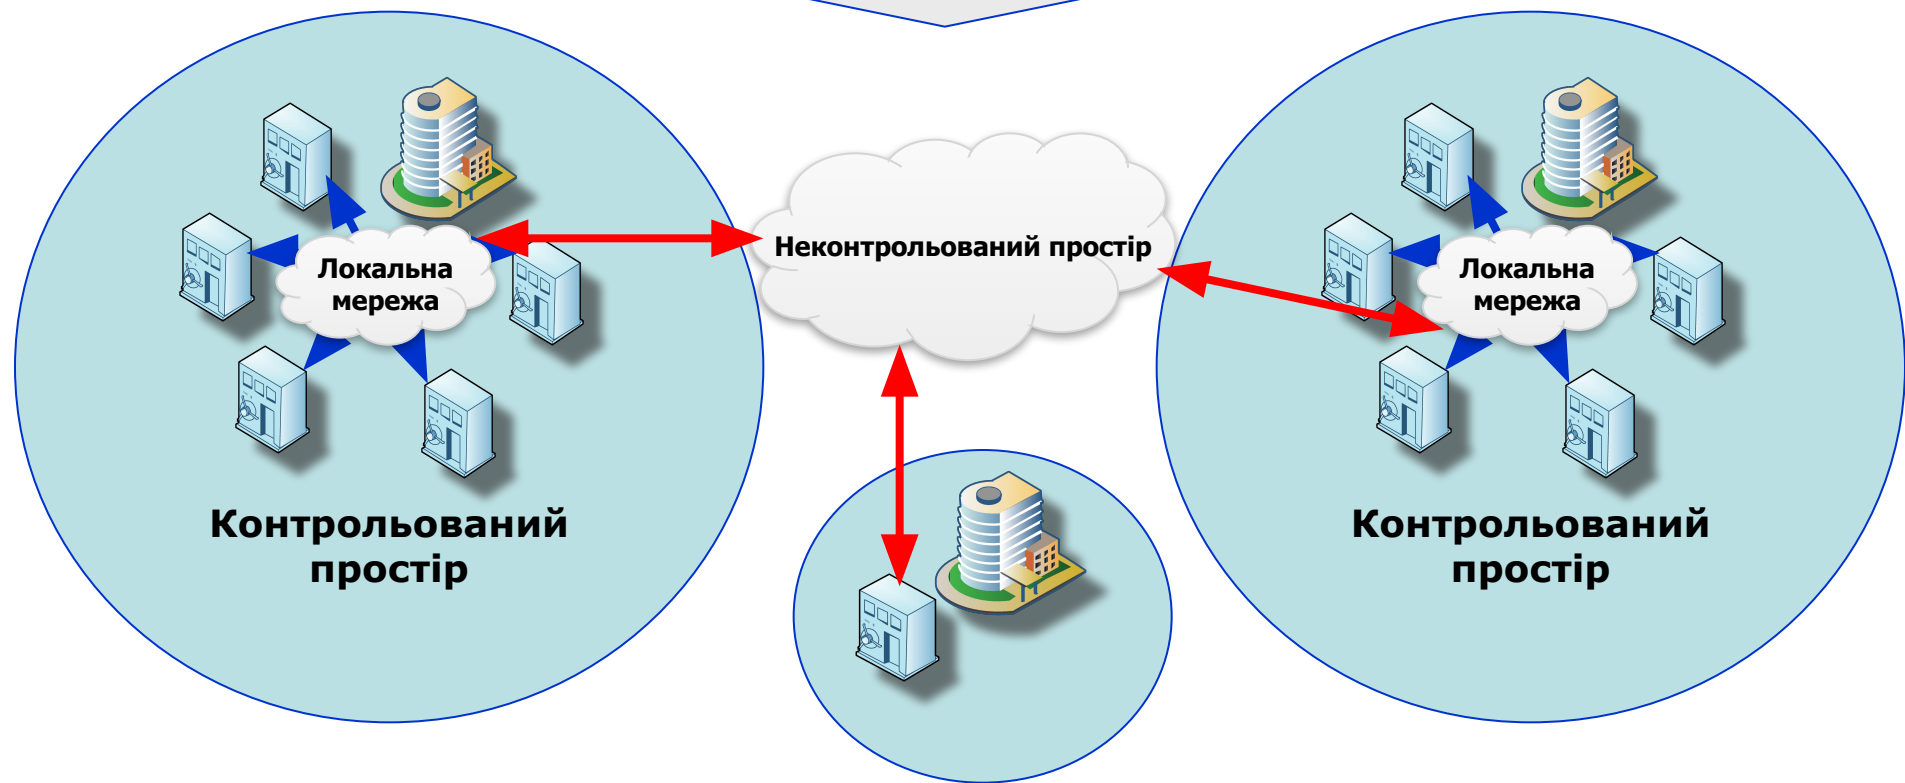 Локальна
мережа
Контрольований
простір
Неконтрольований простір
Локальна
мережа
Контрольований
простір